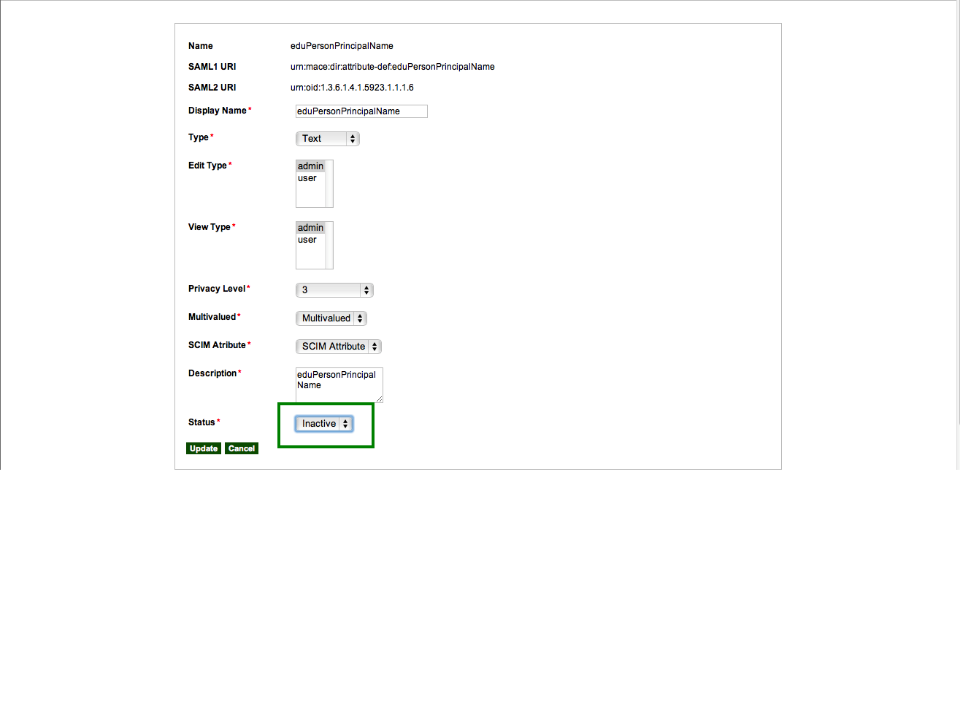 Name eduPersonPrincipalName
SAML1 URI urn:mace:dir:attribute-def:eduPersonPrincipalName
SAML2 URI urn:oid:1.3.6.1.4.1.5923.1.1.1.6
Display Name* eduPersonPrincipalName
Type* Text
Edit Type* admin
user
View Type* admin
user
Privacy Level* 3
Multivalued* Multivalued
SCIM Atribute* SCIM Attribute
Description* eduPersonPrincipal
Name
Status* Inactive
Update Cancel